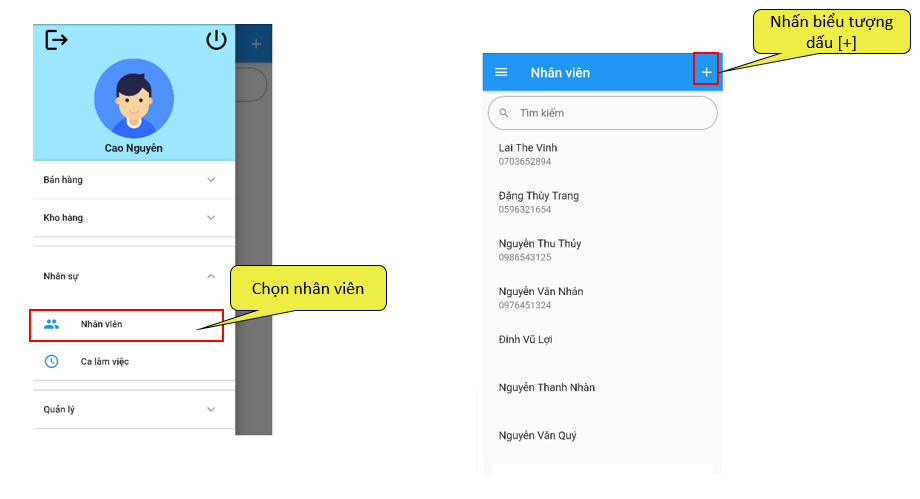 Cao Nguyên
Bán hàng
Kho hàng
Nhân sự
Nhân viên
Ca làm việc
Quản lý
Chọn nhân viên
Nhấn biểu tượng
dấu [+]
Nhân viên
Tìm kiếm
Lai The Vinh
0703652894
Đặng Thùy Trang
0596321654
Nguyễn Thu Thủy
0986543125
Nguyễn Văn Nhân
0976451324
Đinh Vũ Lợi
Nguyễn Thanh Nhàn
Nguyễn Văn Quý